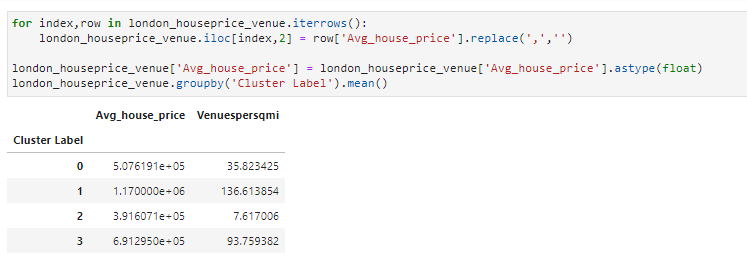 for index,row in london_houseprice_venue.iterrows():
    london_houseprice_venue.iloc[index,2] = row['Avg_house_price'].replace(',','')
london_houseprice_venue['Avg_house_price'] = london_houseprice_venue['Avg_house_price'].astype(float)
london_houseprice_venue.groupby('Cluster Label').mean()
Avg_house_price Venuespersqmi
Cluster Label
0 5.076191e+05 35.823425
1 1.170000e+06 136.613854
2 3.916071e+05 7.617006
3 6.912950e+05 93.759382